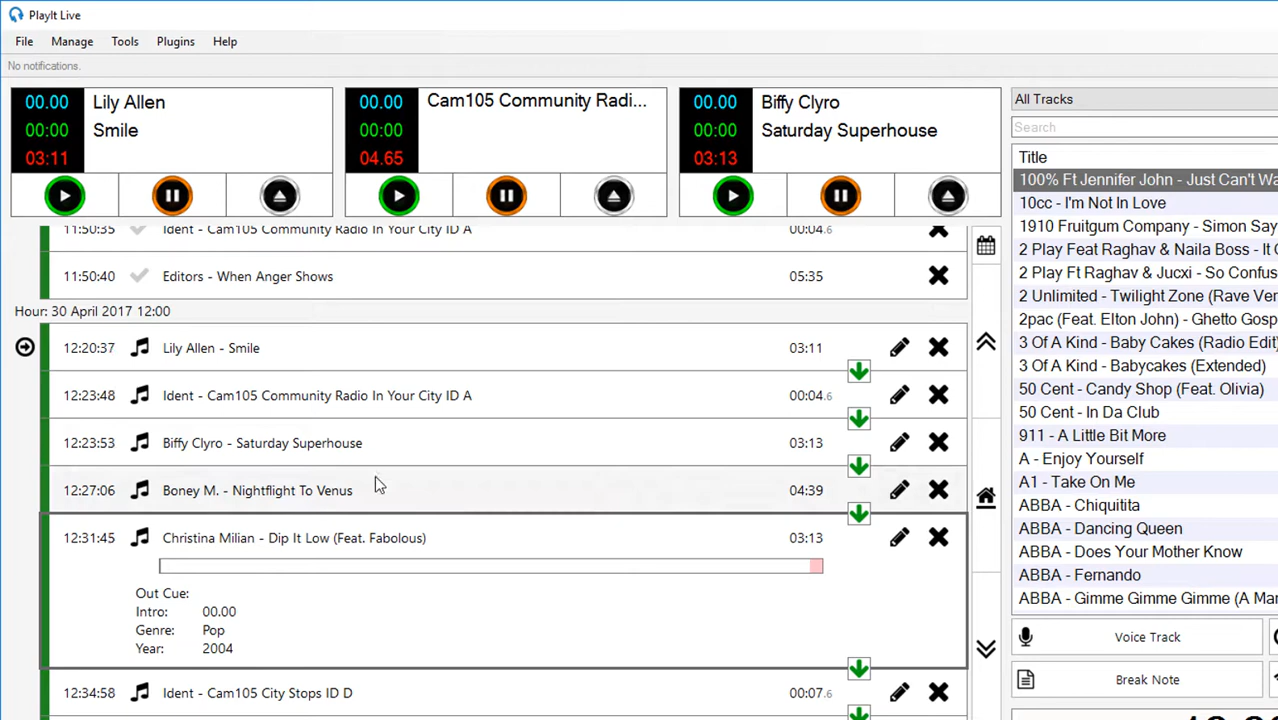 PlayIt Live
File Manage Tools Plugins Help
No notifications.
00.00 Lily Allen
00:00 Smile
03:11
00.00 Cam105 Community Radi...
00:00
04.65
00.00 Biffy Clyro
00:00 Saturday Superhouse
03:13
11:50:35 Ident - Cam105 Community Radio In Your City ID A 00:04.6
11:50:40 Editors - When Anger Shows 05:35
Hour: 30 April 2017 12:00
12:20:37 Lily Allen - Smile 03:11
12:23:48 Ident - Cam105 Community Radio In Your City ID A 00:04.6
12:23:53 Biffy Clyro - Saturday Superhouse 03:13
12:27:06 Boney M. - Nightflight To Venus 04:39
12:31:45 Christina Milian - Dip It Low (Feat. Fabolous) 03:13
Out Cue:
Intro: 00.00
Genre: Pop
Year: 2004
12:34:58 Ident - Cam105 City Stops ID D 00:07.6
All Tracks
Search
Title
100% Ft Jennifer John - Just Can't Wa
10cc - I'm Not In Love
1910 Fruitgum Company - Simon Say
2 Play Feat Raghav & Naila Boss - It C
2 Play Ft Raghav & Jucxi - So Confus
2 Unlimited - Twilight Zone (Rave Ver
2pac (Feat. Elton John) - Ghetto Gosp
3 Of A Kind - Baby Cakes (Radio Edit)
3 Of A Kind - Babycakes (Extended)
50 Cent - Candy Shop (Feat. Olivia)
50 Cent - In Da Club
911 - A Little Bit More
A - Enjoy Yourself
A1 - Take On Me
ABBA - Chiquitita
ABBA - Dancing Queen
ABBA - Does Your Mother Know
ABBA - Fernando
ABBA - Gimme Gimme Gimme (A Mar
Voice Track
Break Note